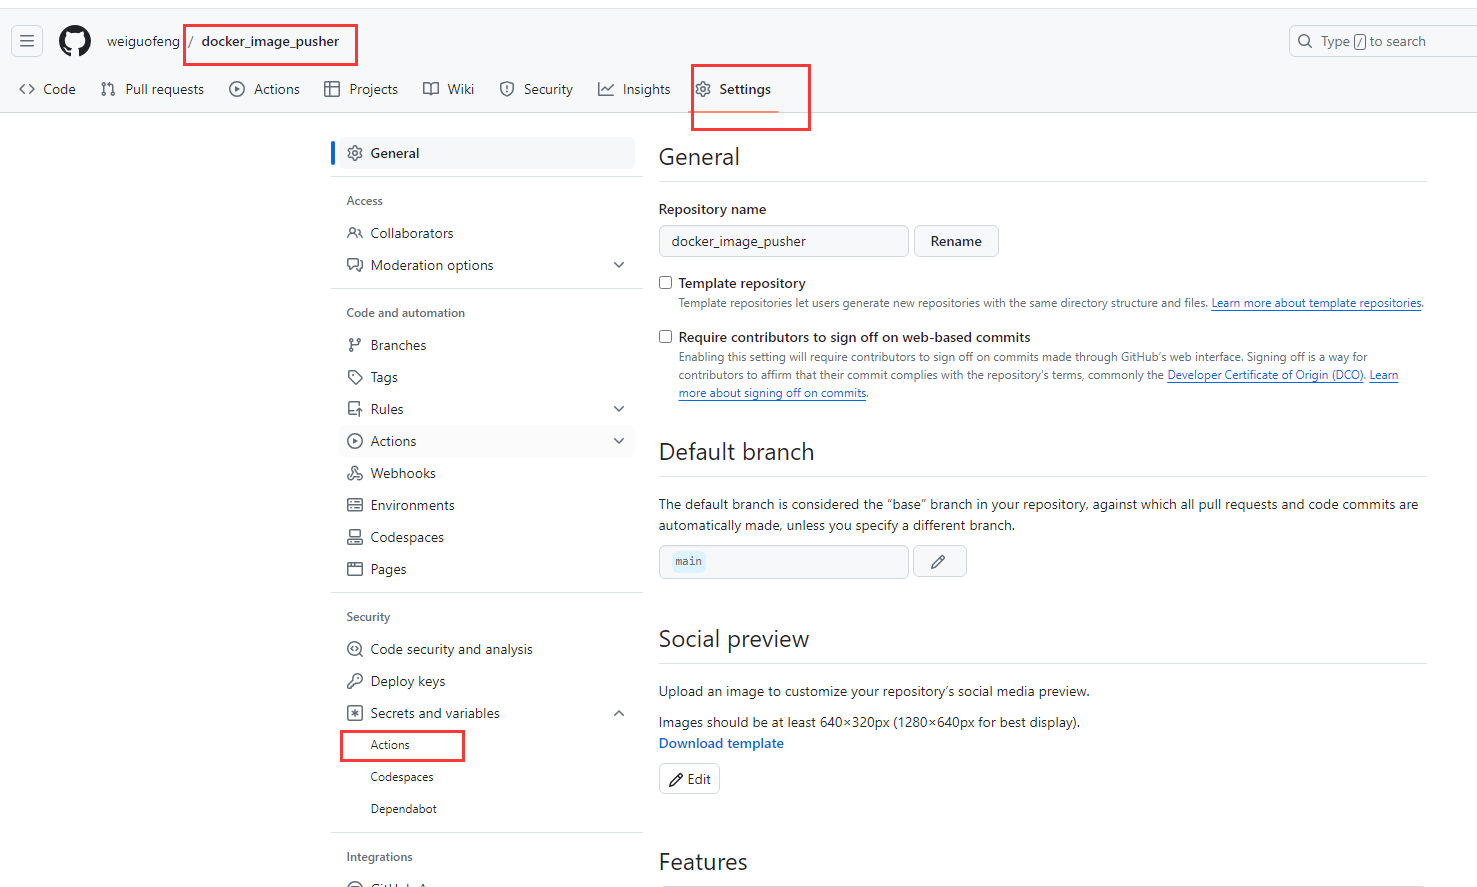 weiguofeng / docker_image_pusher
Type / to search
Code Pull requests Actions Projects Wiki Security Insights Settings
General
Access
Collaborators
Moderation options
Code and automation
Branches
Tags
Rules
Actions
Webhooks
Environments
Codespaces
Pages
Security
Code security and analysis
Deploy keys
Secrets and variables
Actions
Codespaces
Dependabot
Integrations
General
Repository name
docker_image_pusher Rename
Template repository
Template repositories let users generate new repositories with the same directory structure and files. Learn more about template repositories.
Require contributors to sign off on web-based commits
Enabling this setting will require contributors to sign off on commits made through GitHub's web interface. Signing off is a way for
contributors to affirm that their commit complies with the repository's terms, commonly the Developer Certificate of Origin (DCO). Learn
more about signing off on commits.
Default branch
The default branch is considered the “base” branch in your repository, against which all pull requests and code commits are
automatically made, unless you specify a different branch.
main
Social preview
Upload an image to customize your repository's social media preview.
Images should be at least 640×320px (1280×640px for best display).
Download template
Edit
Features